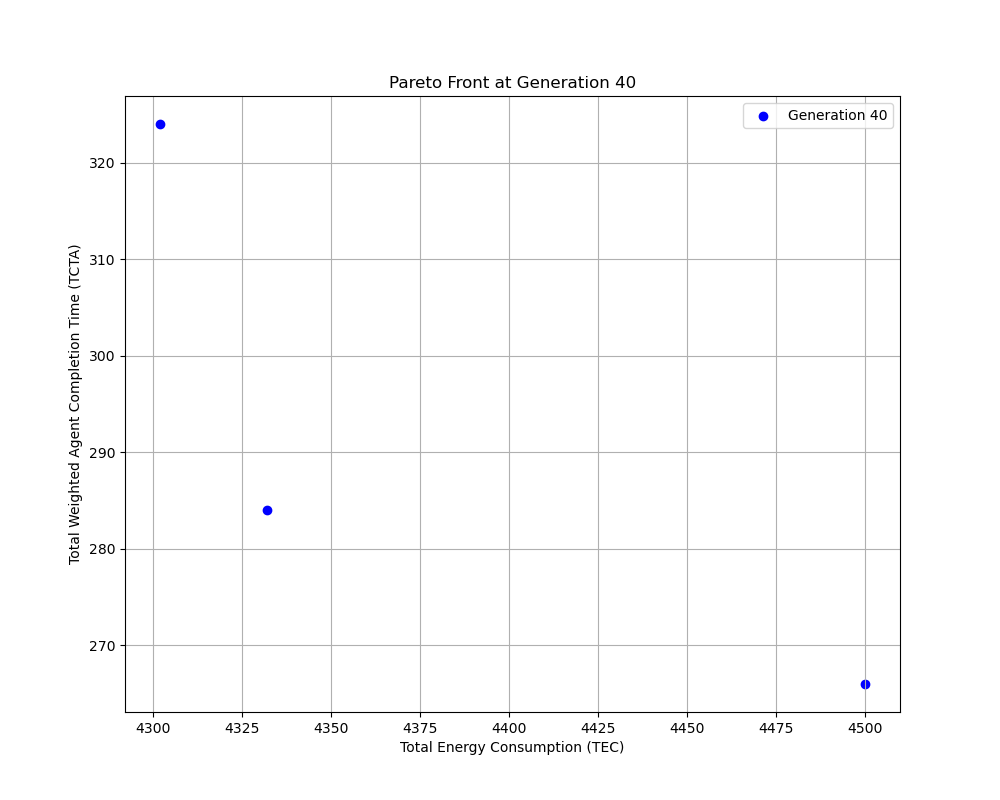 Pareto Front at Generation 40
Generation 40
Total Weighted Agent Completion Time (TCTA)
320
310
300
290
280
270
4300 4325 4350 4375 4400 4425 4450 4475 4500
Total Energy Consumption (TEC)